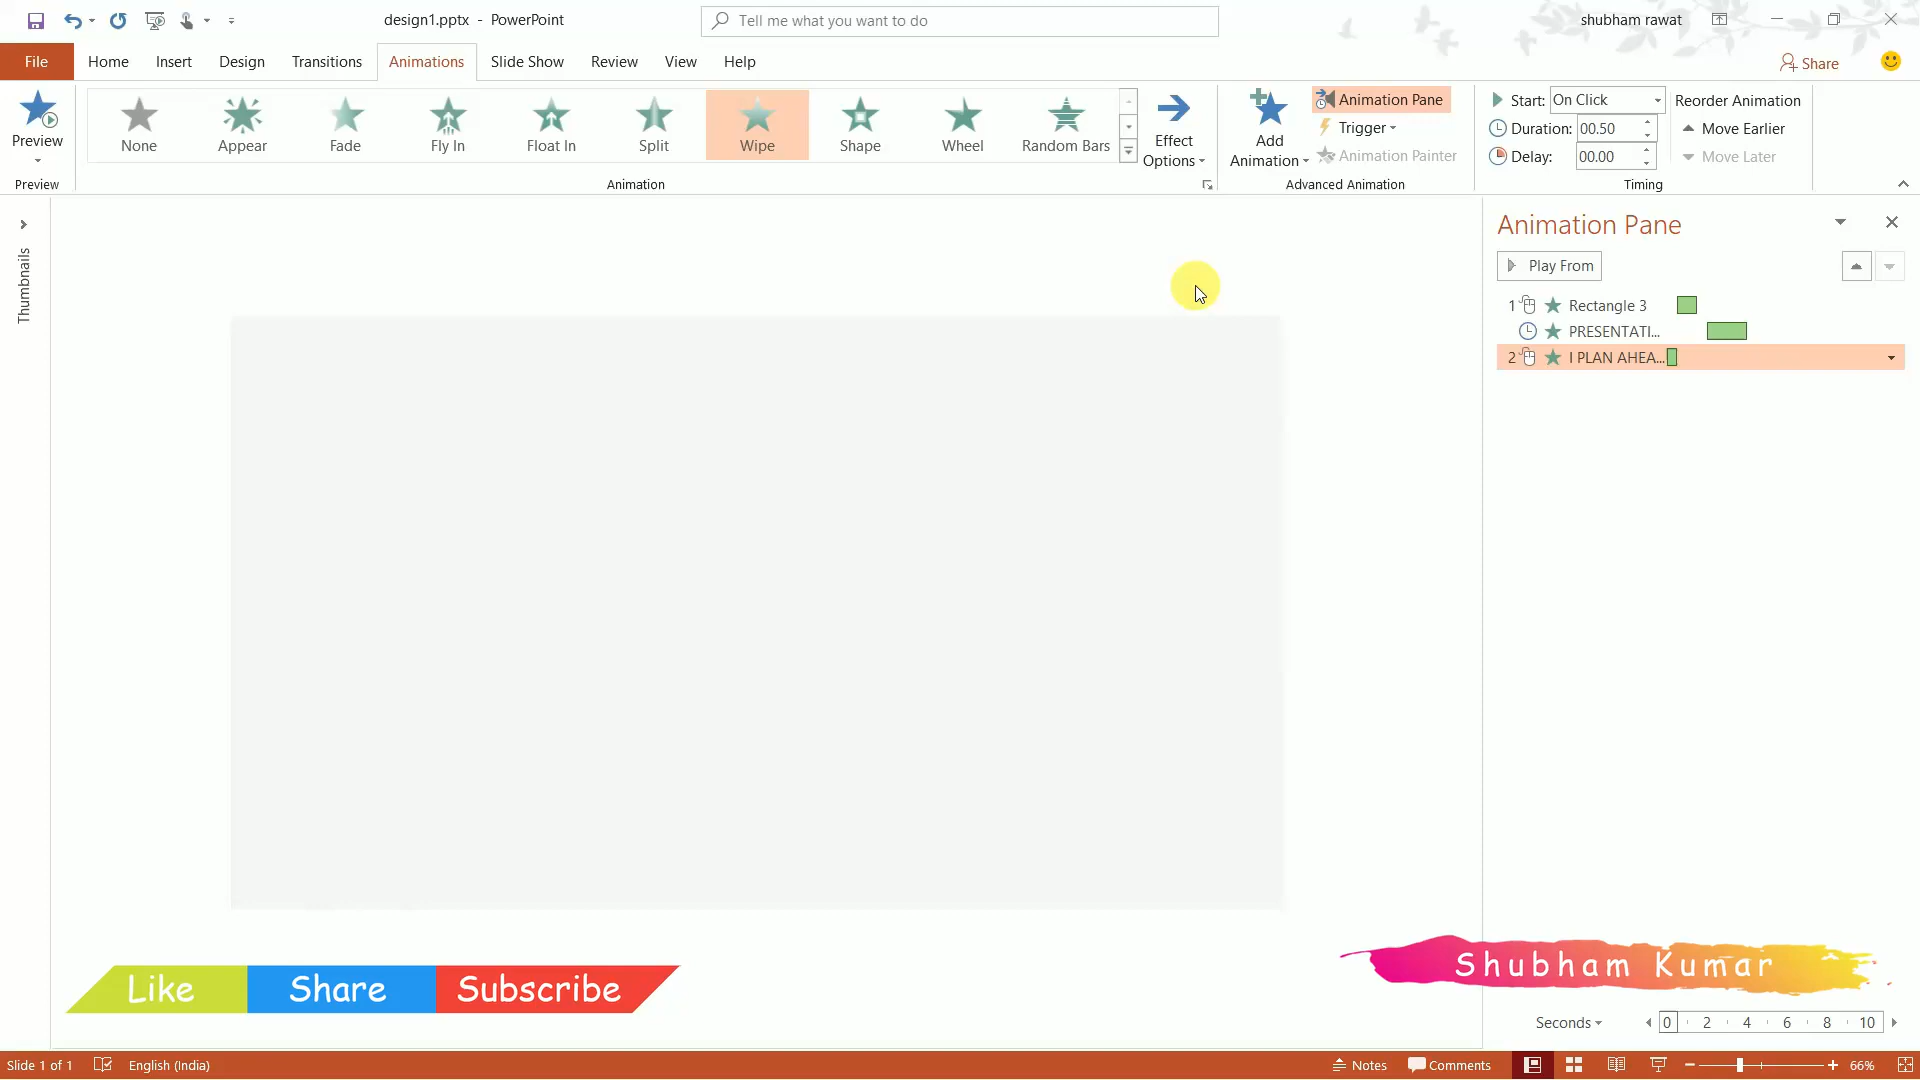 design1.pptx - PowerPoint
Tell me what you want to do
shubham rawat
File Home Insert Design Transitions Animations Slide Show Review View Help
Share
Preview
None Appear Fade Fly In Float In Split Wipe Shape Wheel Random Bars
Effect Options
Add Animation
Animation Pane
Trigger
Animation Painter
Start: On Click
Duration: 00.50
Delay: 00.00
Reorder Animation
Move Earlier
Move Later
Preview Animation Advanced Animation Timing
Thumbnails
Animation Pane
Play From
1 Rectangle 3
PRESENTATI...
2 I PLAN AHEA...
Like Share Subscribe
Shubham Kumar
Seconds 0 2 4 6 8 10
Slide 1 of 1 English (India) Notes Comments 66%